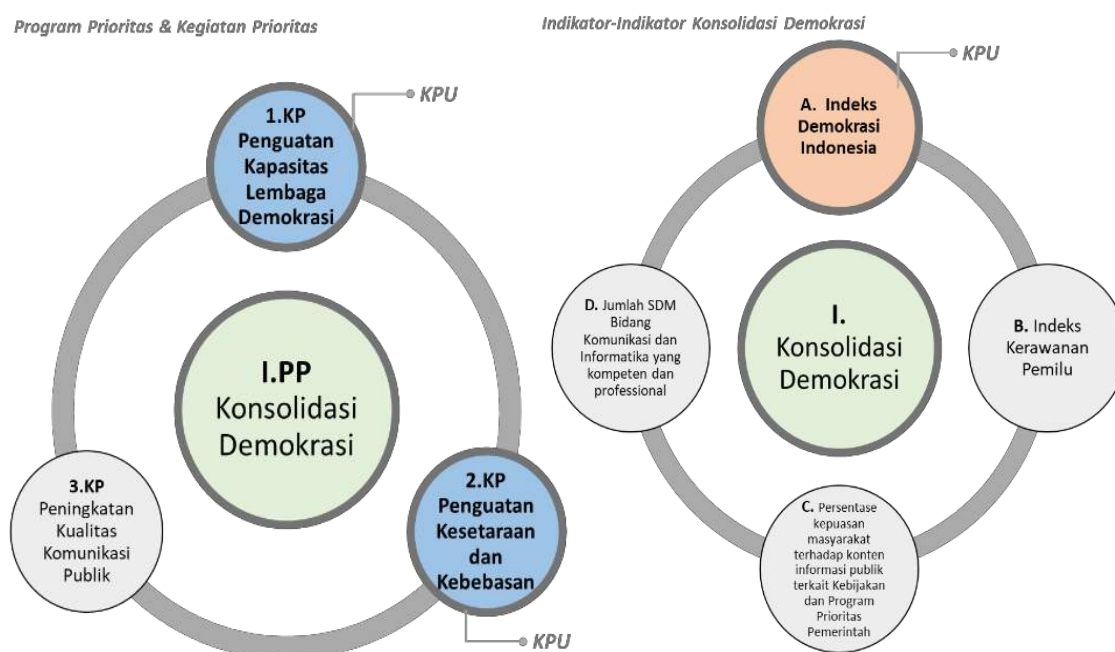 Program Prioritas & Kegiatan Prioritas
KPU
1.KP
Penguatan
Kapasitas
Lembaga
Demokrasi
I.PP
Konsolidasi
Demokrasi
3.KP
Peningkatan
Kualitas
Komunikasi
Publik
2.KP
Penguatan
Kesetaraan
dan
Kebebasan
KPU
Indikator-Indikator Konsolidasi Demokrasi
KPU
A. Indeks
Demokrasi
Indonesia
D. Jumlah SDM
Bidang
Komunikasi dan
Informatika yang
kompeten dan
professional
I.
Konsolidasi
Demokrasi
B. Indeks
Kerawanan
Pemilu
C. Persentase
kepuasan
masyarakat
terhadap konten
informasi publik
terkait Kebijakan
dan Program
Prioritas
Pemerintah